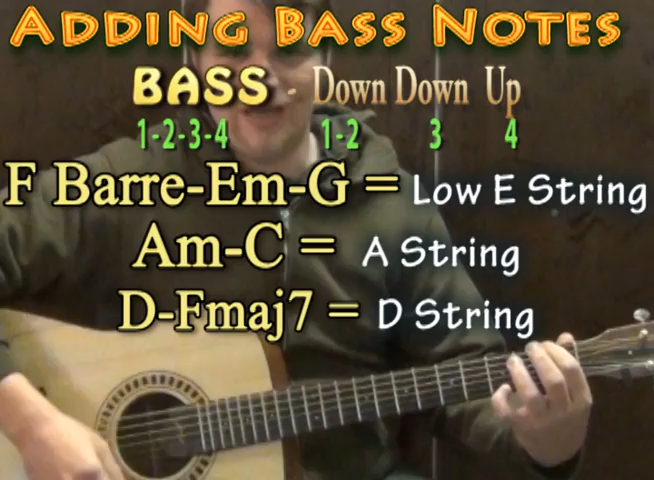 Adding Bass Notes
BASS - Down Down Up
1-2-3-4 1-2 3 4
F Barre-Em-G = Low E String
Am-C = A String
D-Fmaj7 = D String